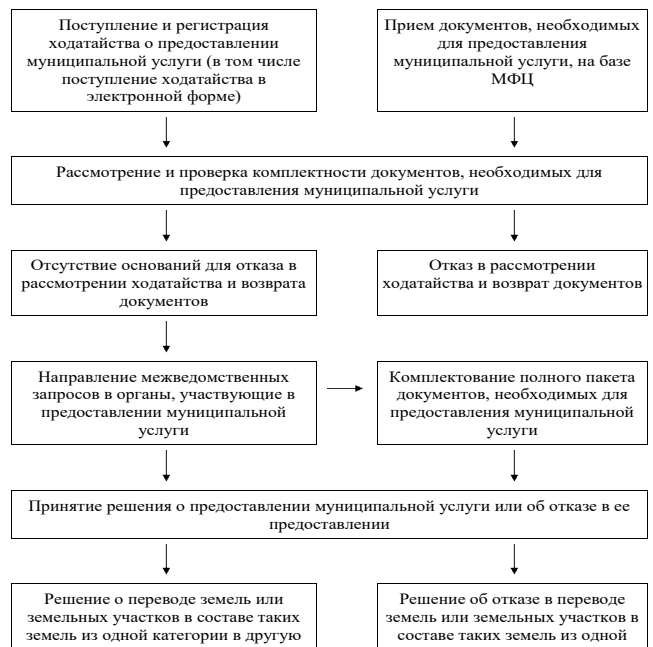 Поступление и регистрация
ходатайства о предоставлении
муниципальной услуги (в том числе
поступление ходатайства в
электронной форме)
Прием документов, необходимых
для предоставления
муниципальной услуги, на базе
МФЦ
Рассмотрение и проверка комплектности документов, необходимых для
предоставления муниципальной услуги
Отсутствие оснований для отказа в
рассмотрении ходатайства и возврата
документов
Отказ в рассмотрении
ходатайства и возврат документов
Направление межведомственных
запросов в органы, участвующие в
предоставлении муниципальной
услуги
Комплектование полного пакета
документов, необходимых для
предоставления муниципальной
услуги
Принятие решения о предоставлении муниципальной услуги или об отказе в ее
предоставлении
Решение о переводе земель или
земельных участков в составе таких
земель из одной категории в другую
Решение об отказе в переводе
земель или земельных участков в
составе таких земель из одной